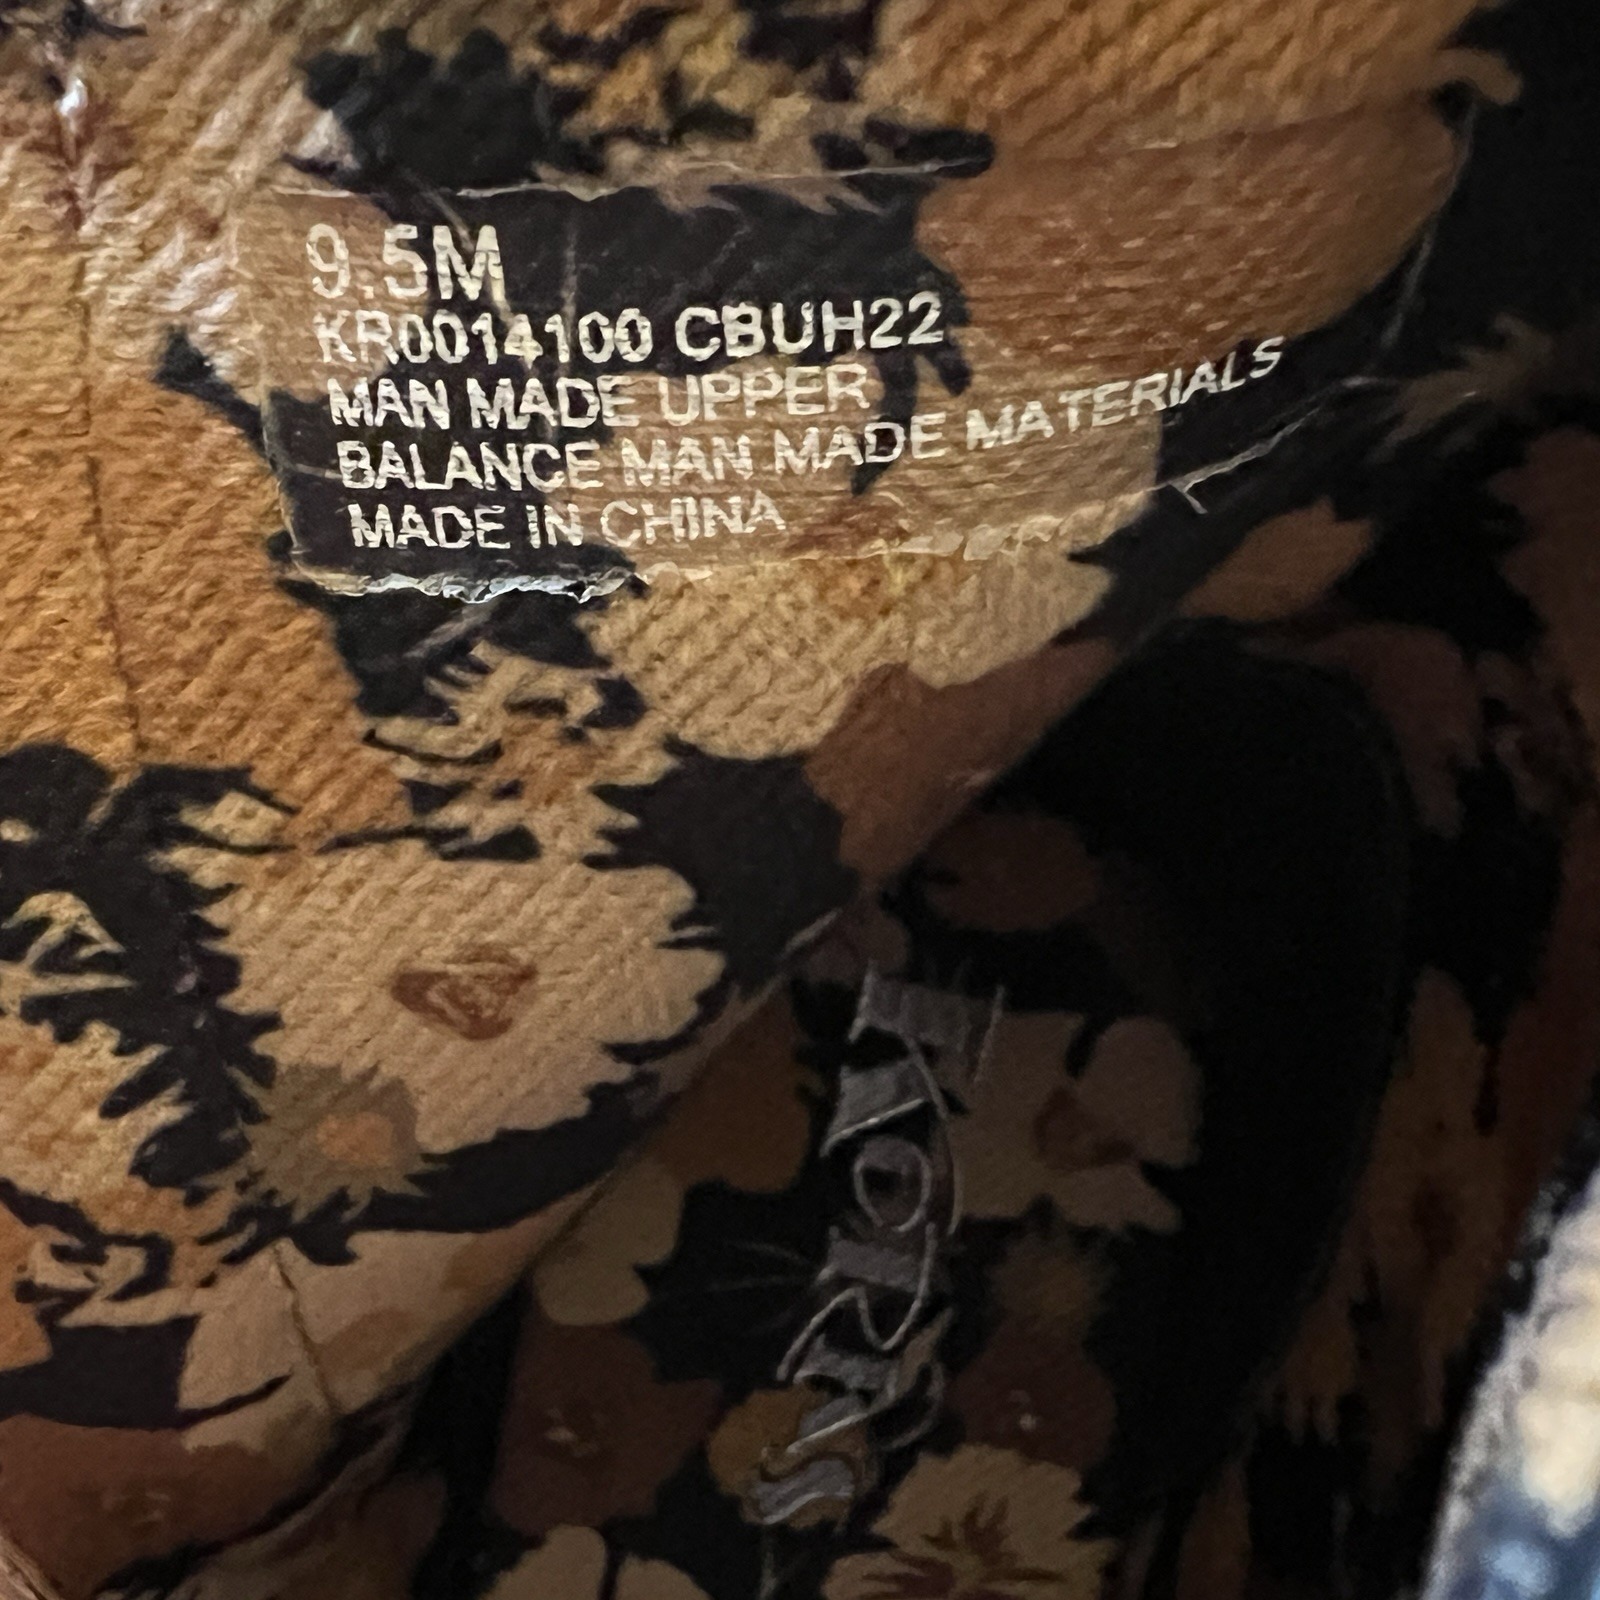 9.5M
KR0014100 CBUH22
MAN MADE UPPER
BALANCE MAN MADE MATERIALS
MADE IN CHINA